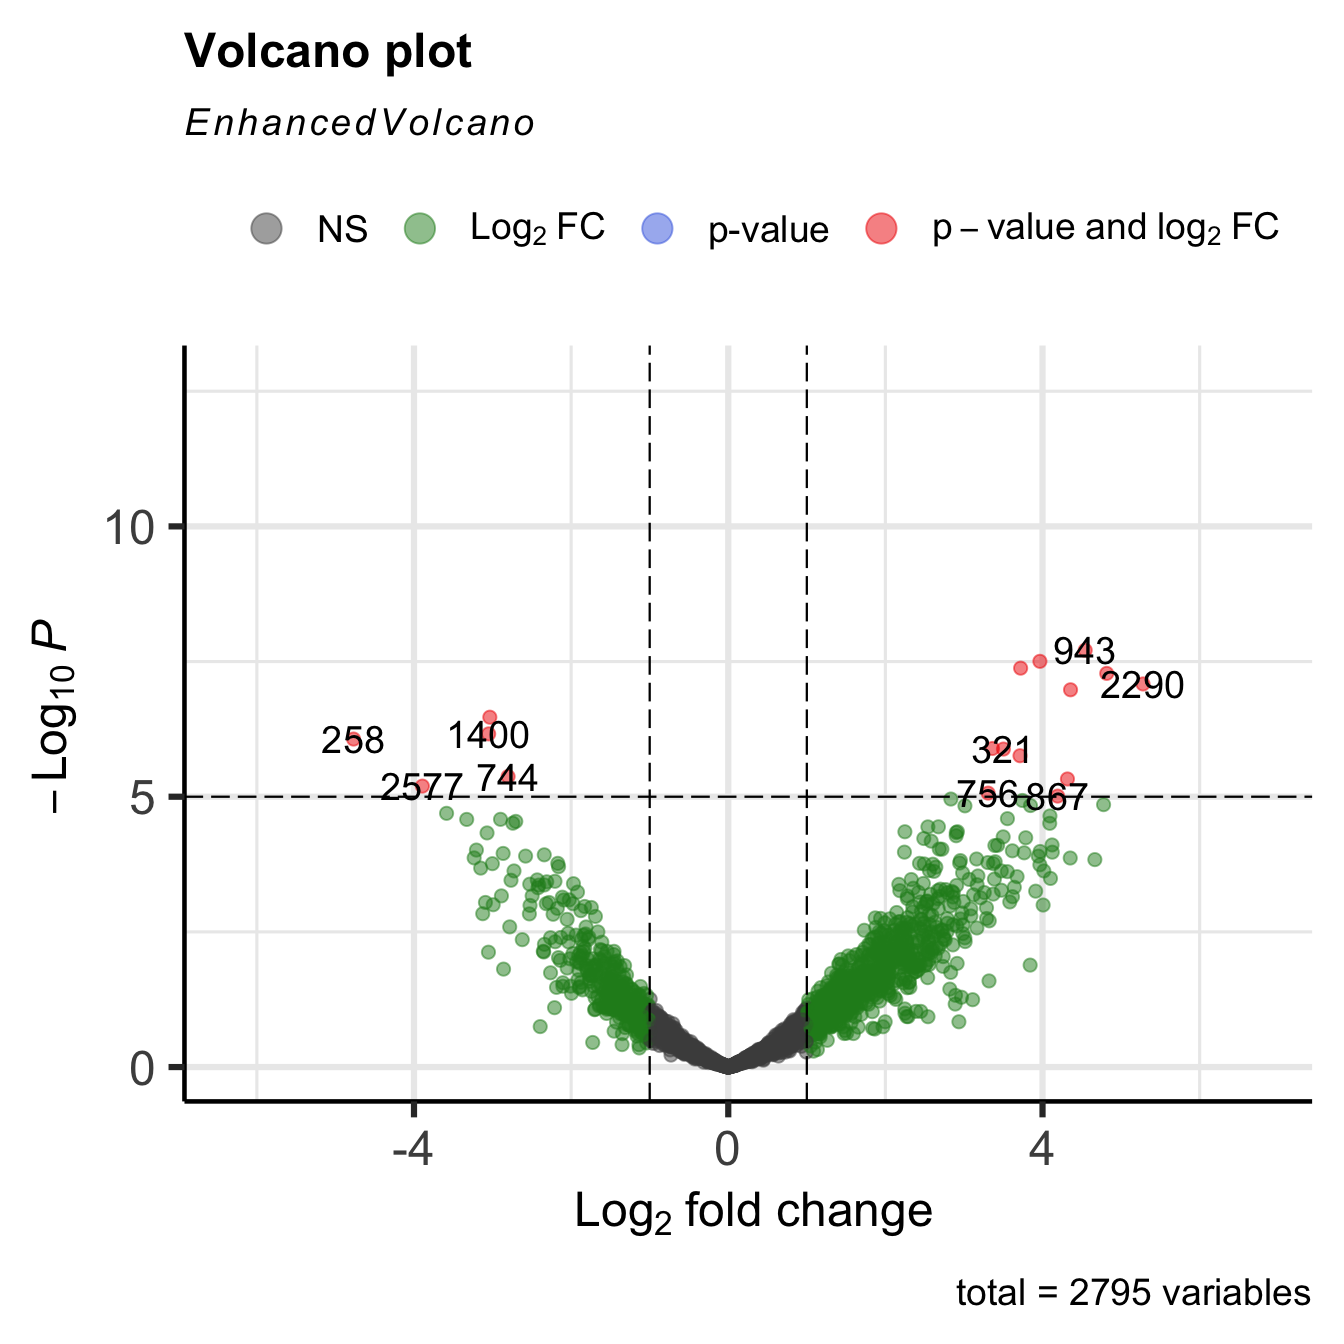 Volcano plot
EnhancedVolcano
NS Log₂ FC p-value p – value and log₂ FC
10
5
0
– Log₁₀ P
943
2290
258
1400
321
2577
744
756
867
-4 0 4
Log₂ fold change
total = 2795 variables